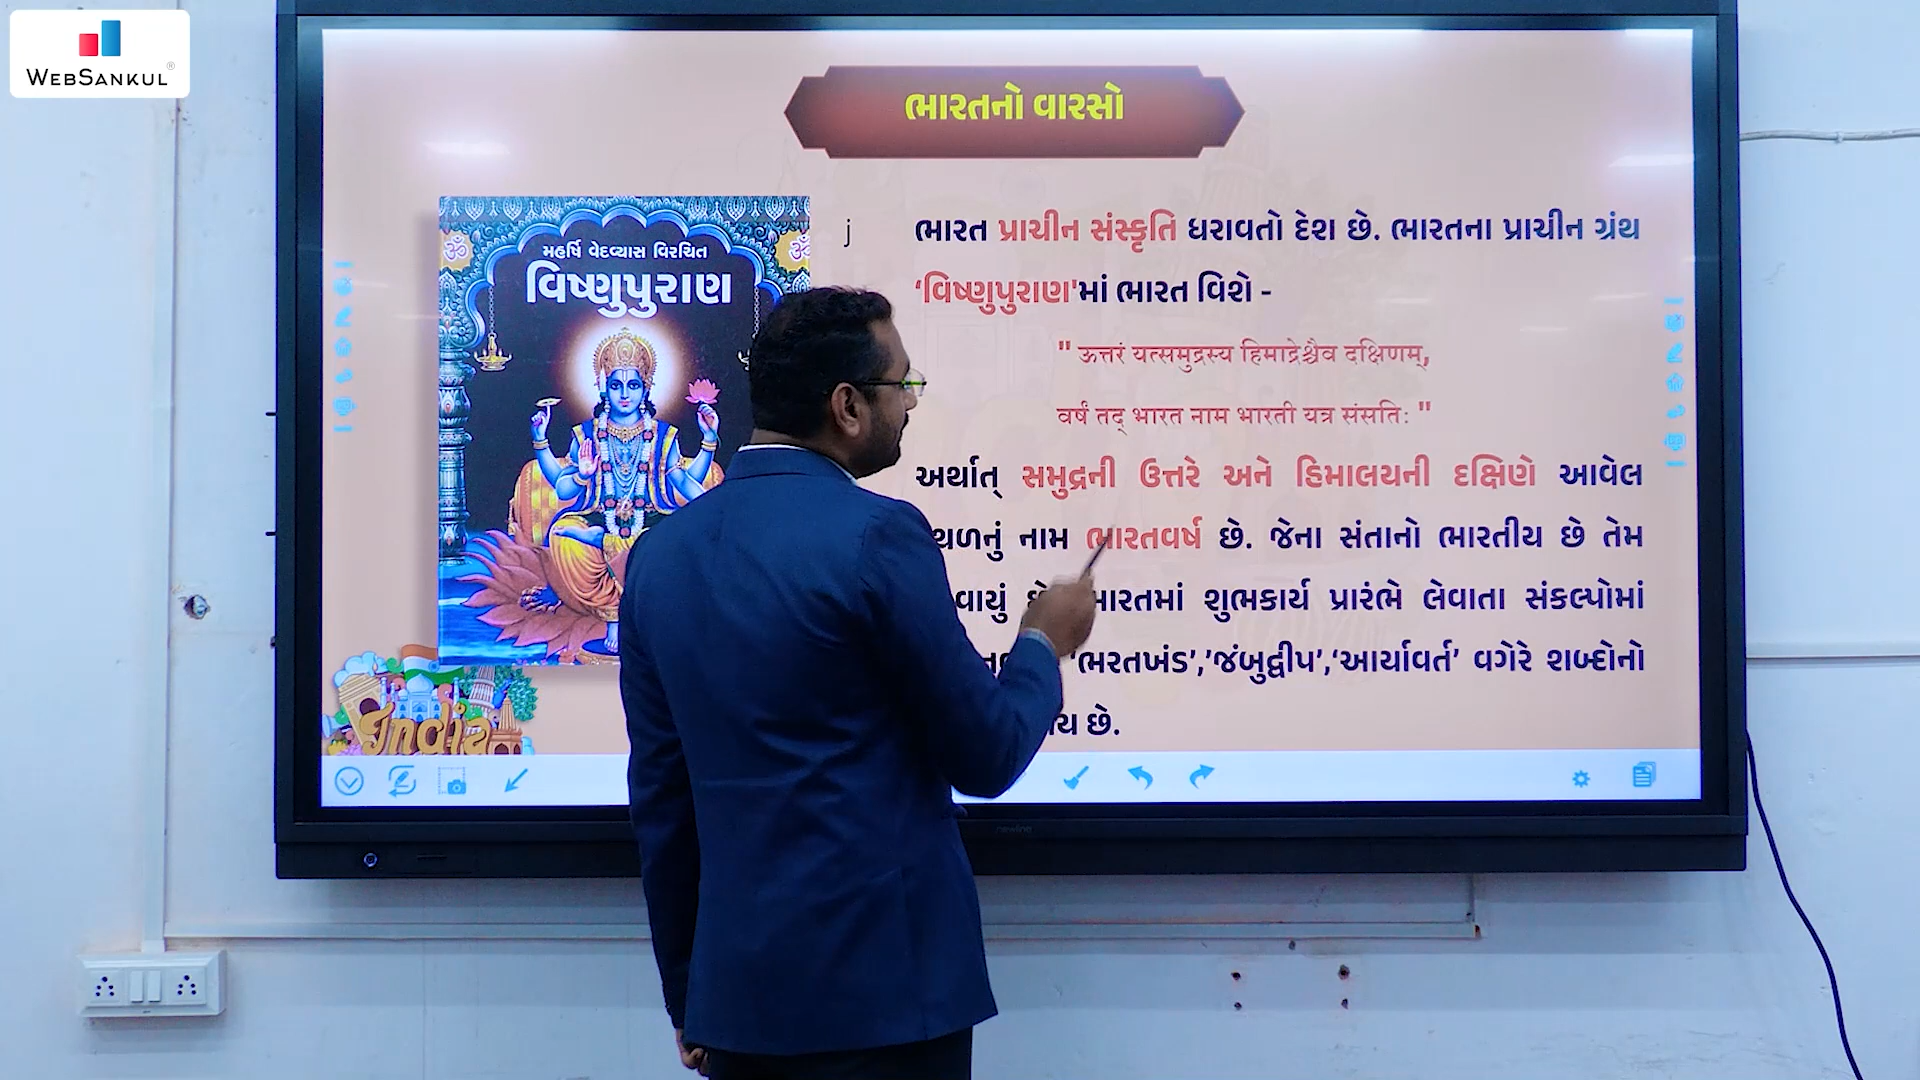 WEBSANKUL®
ભારતનો વારસો
મહર્ષિ વેદવ્યાસ વિરચિત
વિષ્ણુપુરાણ
j
ભારત પ્રાચીન સંસ્કૃતિ ધરાવતો દેશ છે. ભારતના પ્રાચીન ગ્રંથ
‘વિષ્ણુપુરાણ'માં ભારત વિશે -
" ऊत्तरं यत्समुद्रस्य हिमाद्रेश्चैव दक्षिणम्,
वर्षं तद् भारत नाम भारती यत्र संसतिः "
અર્થાત્ સમુદ્રની ઉત્તરે અને હિમાલયની દક્ષિણે આવેલ
નામ ભારતવર્ષ છે. જેના સંતાનો ભારતીય છે તેમ
શુભકાર્ય પ્રારંભે લેવાતા સંકલ્પોમાં
‘ભરતખંડ’,’જંબુદ્વીપ’,‘આર્યાવર્ત’ વગેરે શબ્દોનો
છે.
India
newline